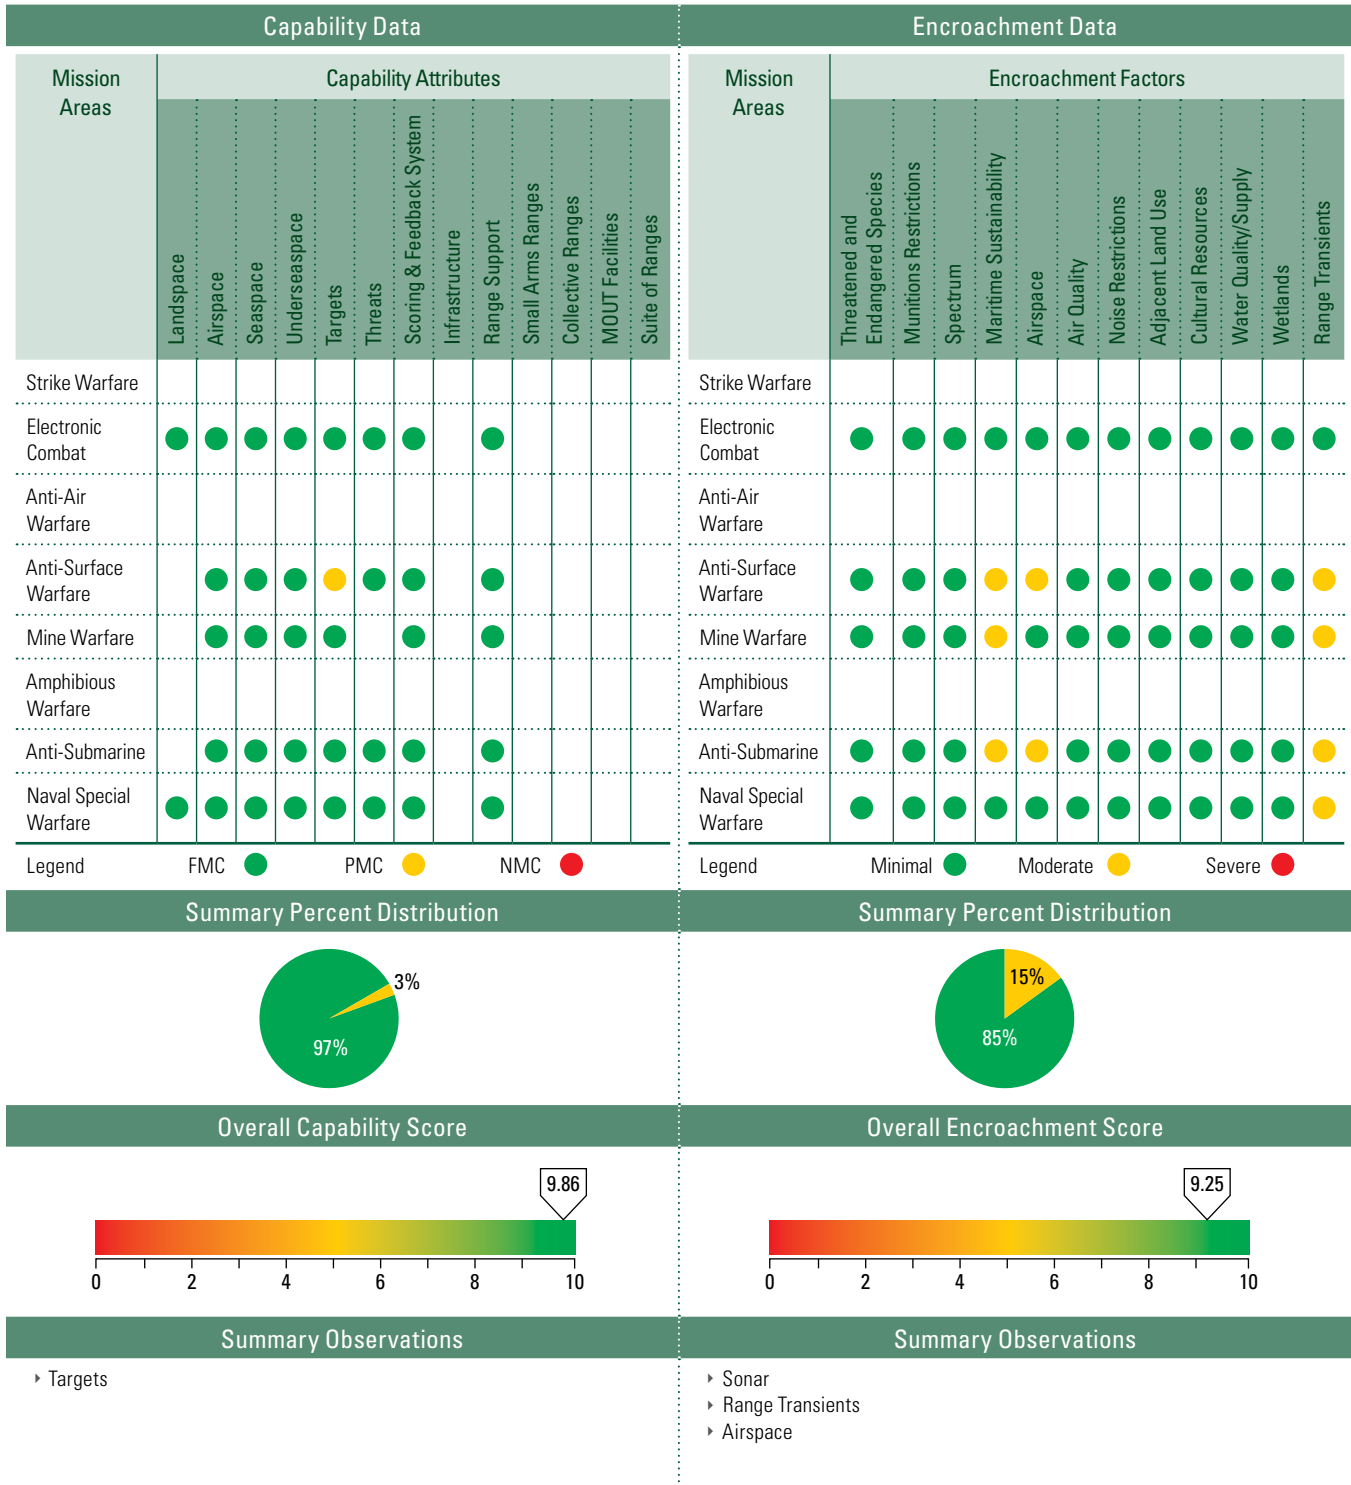 Capability Data
Mission
Areas
Capability Attributes
Landspace
Airspace
Seaspace
Underseaspace
Targets
Threats
Scoring & Feedback System
Infrastructure
Range Support
Small Arms Ranges
Collective Ranges
MOUT Facilities
Suite of Ranges
Strike Warfare
Electronic
Combat
Anti-Air
Warfare
Anti-Surface
Warfare
Mine Warfare
Amphibious
Warfare
Anti-Submarine
Naval Special
Warfare
Legend FMC PMC NMC
Summary Percent Distribution
3%
97%
Overall Capability Score
9.86
0 2 4 6 8 10
Summary Observations
Targets
Encroachment Data
Mission
Areas
Encroachment Factors
Threatened and
Endangered Species
Munitions Restrictions
Spectrum
Maritime Sustainability
Airspace
Air Quality
Noise Restrictions
Adjacent Land Use
Cultural Resources
Water Quality/Supply
Wetlands
Range Transients
Strike Warfare
Electronic
Combat
Anti-Air
Warfare
Anti-Surface
Warfare
Mine Warfare
Amphibious
Warfare
Anti-Submarine
Naval Special
Warfare
Legend Minimal Moderate Severe
Summary Percent Distribution
15%
85%
Overall Encroachment Score
9.25
0 2 4 6 8 10
Summary Observations
Sonar
Range Transients
Airspace